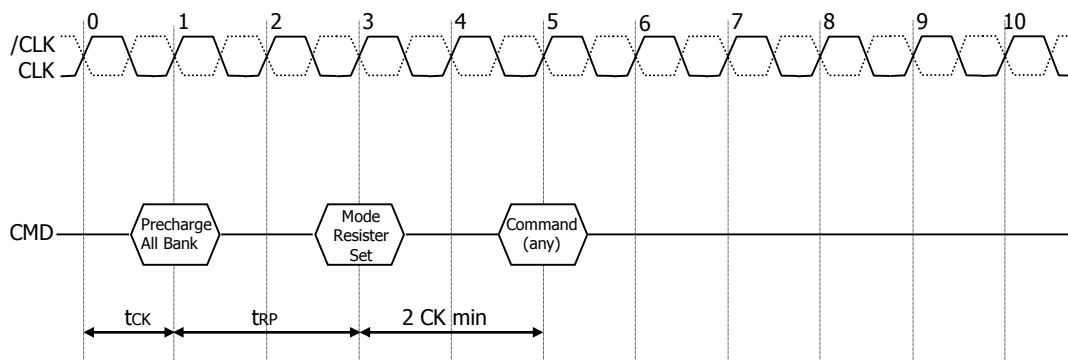 0 1 2 3 4 5 6 7 8 9 10
/CLK
CLK
CMD
Precharge
All Bank
Mode
Resister
Set
Command
(any)
tCK tRP 2 CK min